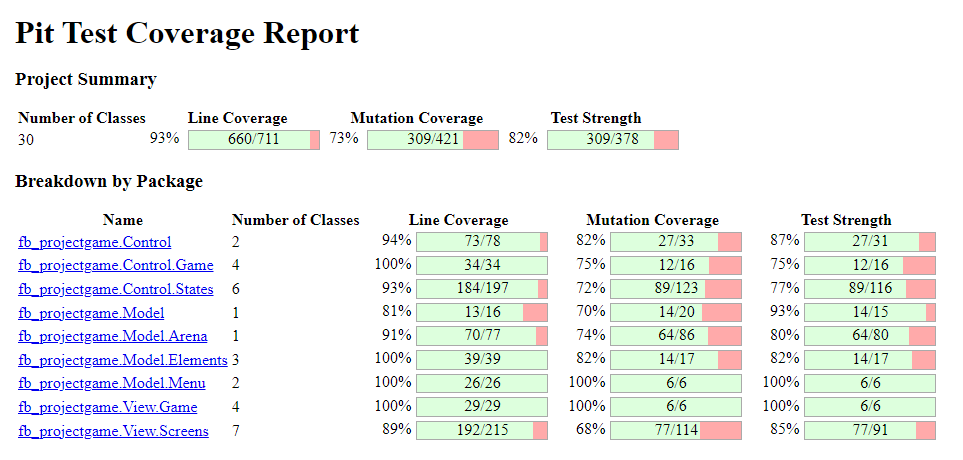 Pit Test Coverage Report
Project Summary
Number of Classes Line Coverage Mutation Coverage Test Strength
30 93% 660/711 73% 309/421 82% 309/378
Breakdown by Package
Name Number of Classes Line Coverage Mutation Coverage Test Strength
fb_projectgame.Control 2 94% 73/78 82% 27/33 87% 27/31
fb_projectgame.Control.Game 4 100% 34/34 75% 12/16 75% 12/16
fb_projectgame.Control.States 6 93% 184/197 72% 89/123 77% 89/116
fb_projectgame.Model 1 81% 13/16 70% 14/20 93% 14/15
fb_projectgame.Model.Arena 1 91% 70/77 74% 64/86 80% 64/80
fb_projectgame.Model.Elements 3 100% 39/39 82% 14/17 82% 14/17
fb_projectgame.Model.Menu 2 100% 26/26 100% 6/6 100% 6/6
fb_projectgame.View.Game 4 100% 29/29 100% 6/6 100% 6/6
fb_projectgame.View.Screens 7 89% 192/215 68% 77/114 85% 77/91